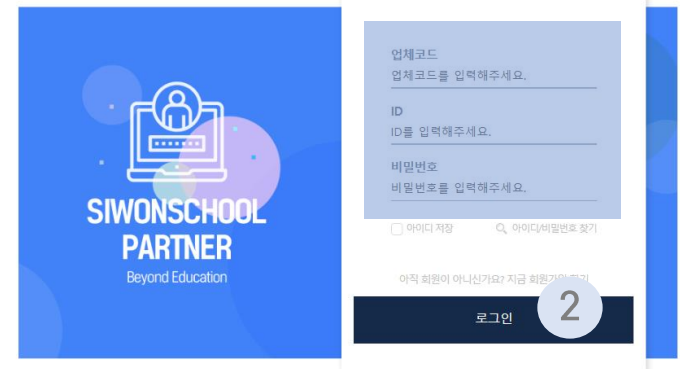 SIWONSCHOOL
PARTNER
Beyond Education
업체코드
업체코드를 입력해주세요.
ID
ID를 입력해주세요.
비밀번호
비밀번호를 입력해주세요.
아이디 저장
아이디/비밀번호 찾기
아직 회원이 아니신가요? 지금 회원가입
로그인
2